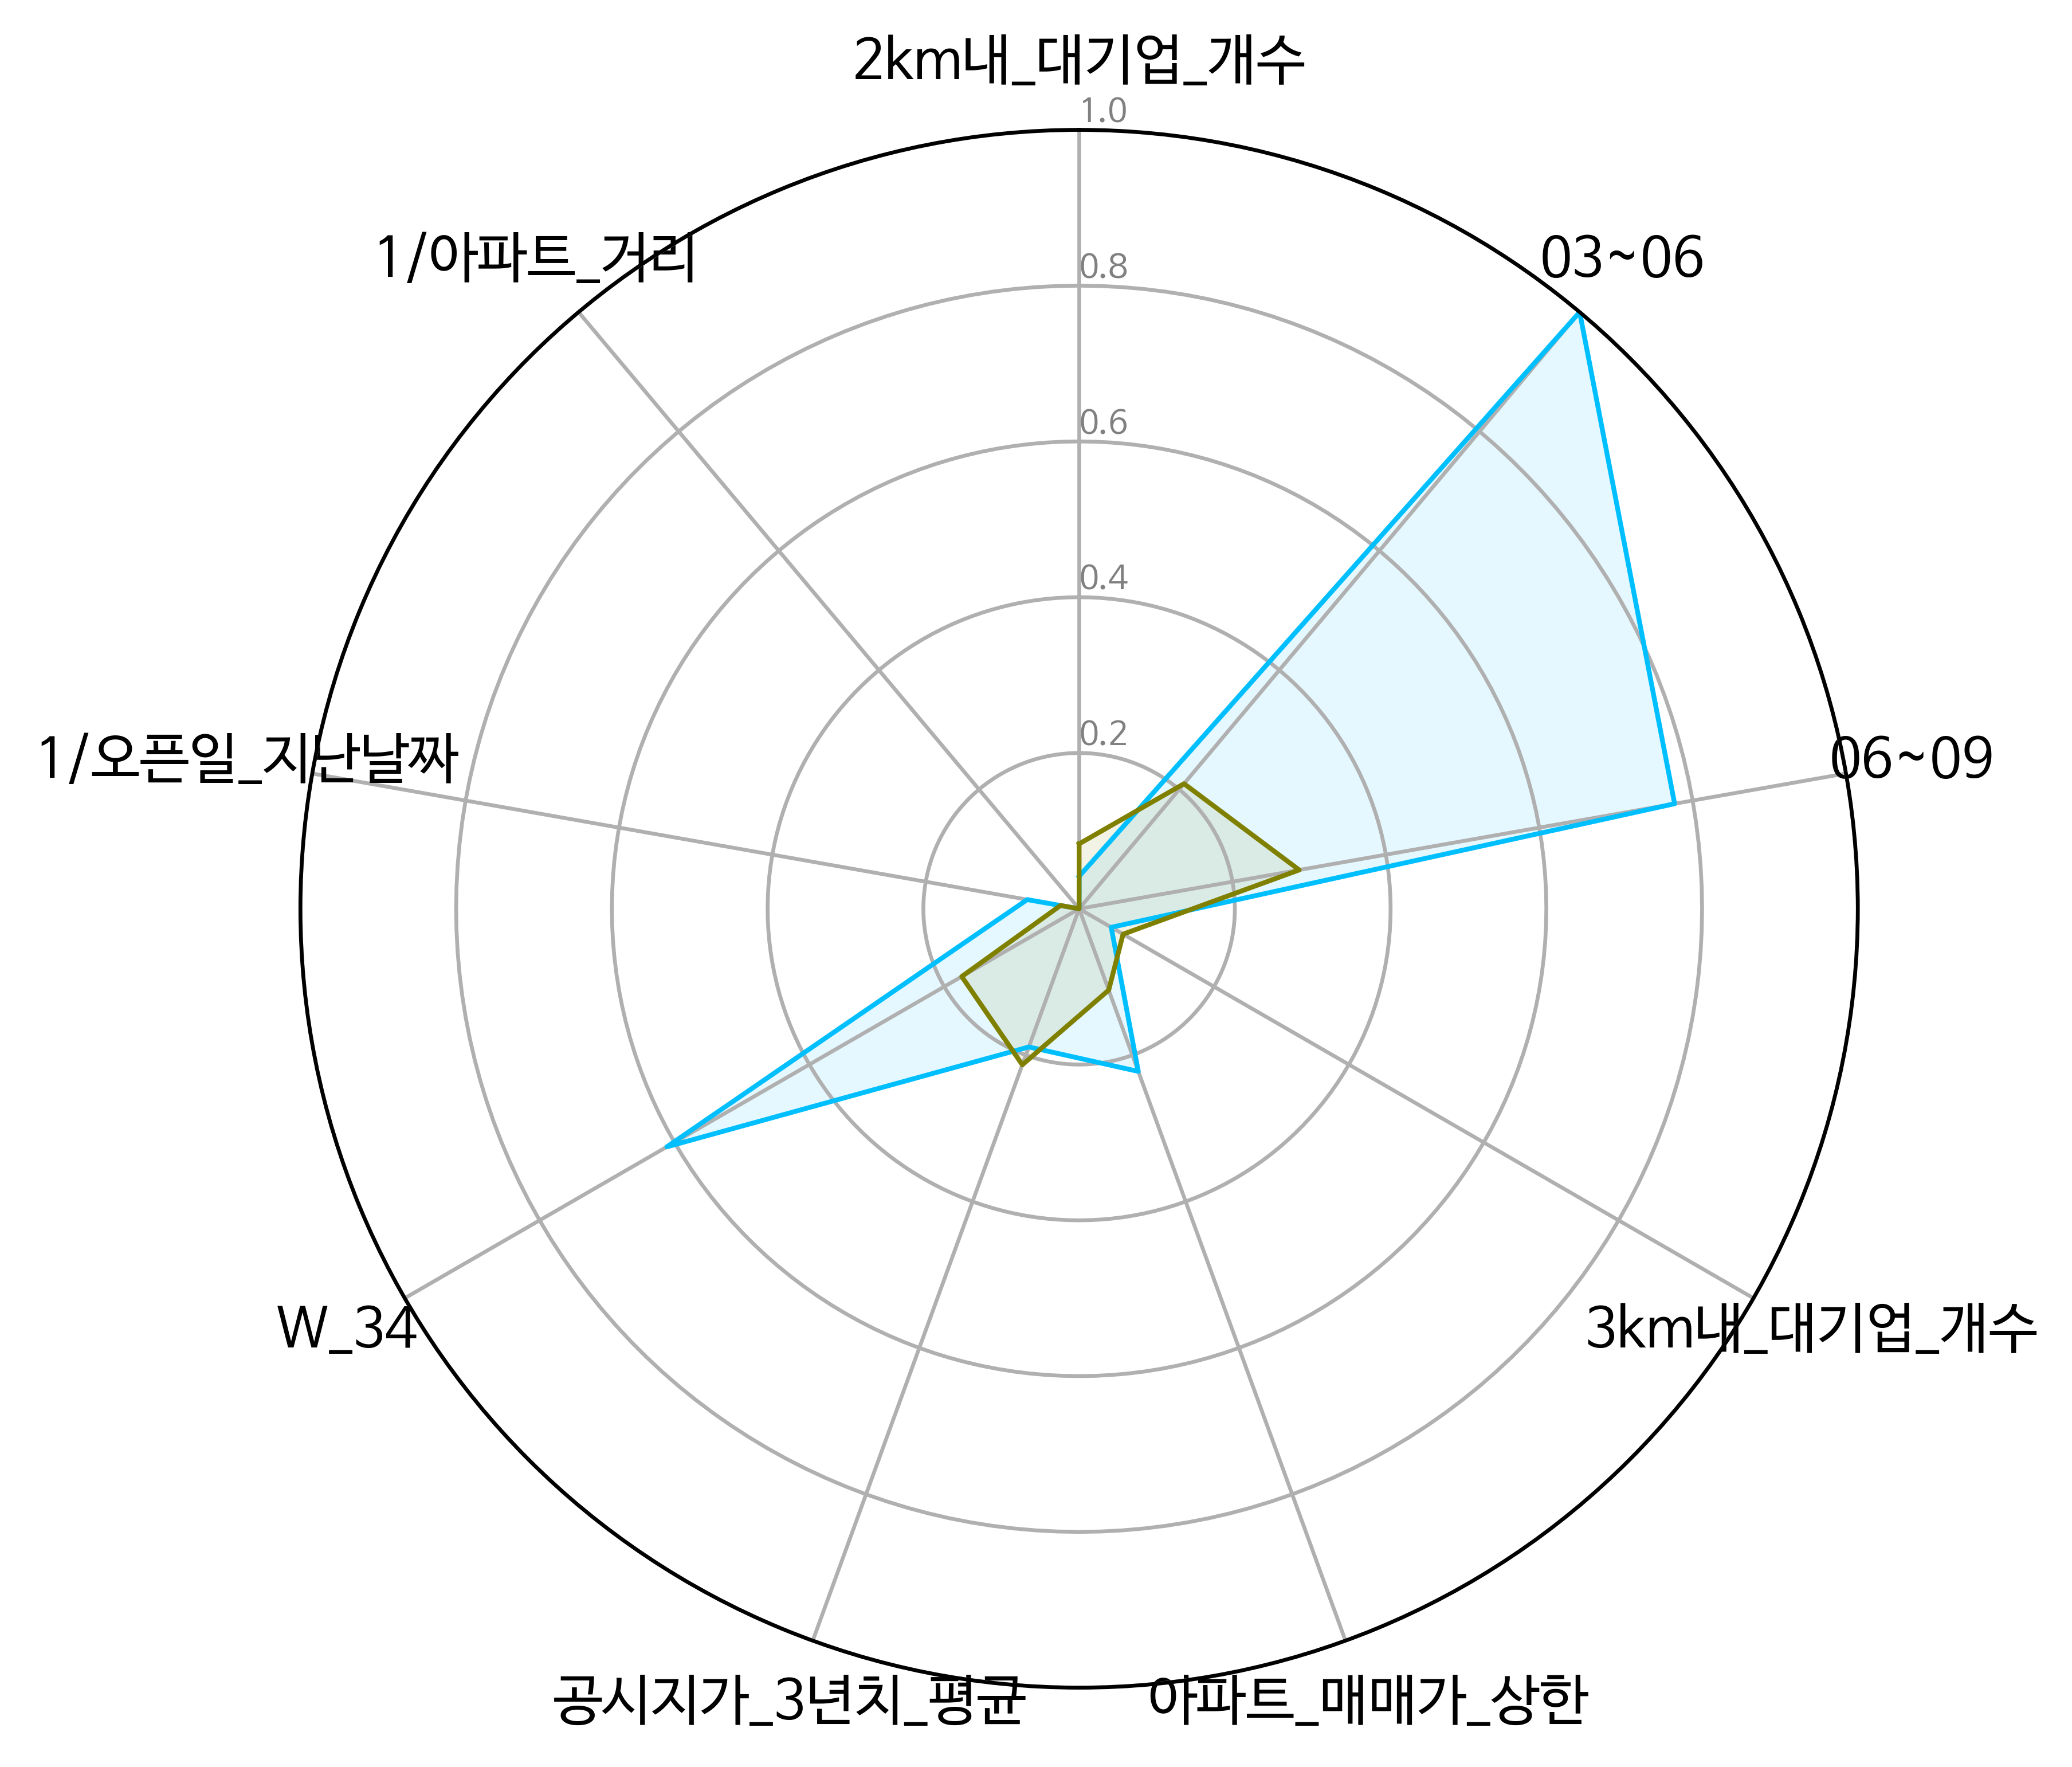 2km내_대기업_개수
1.0
1/아파트_거리
03~06
0.8
0.6
0.4
0.2
1/오픈일_지난날짜
06~09
W_34
3km내_대기업_개수
공시지가_3년치_평균
아파트_매매가_상한